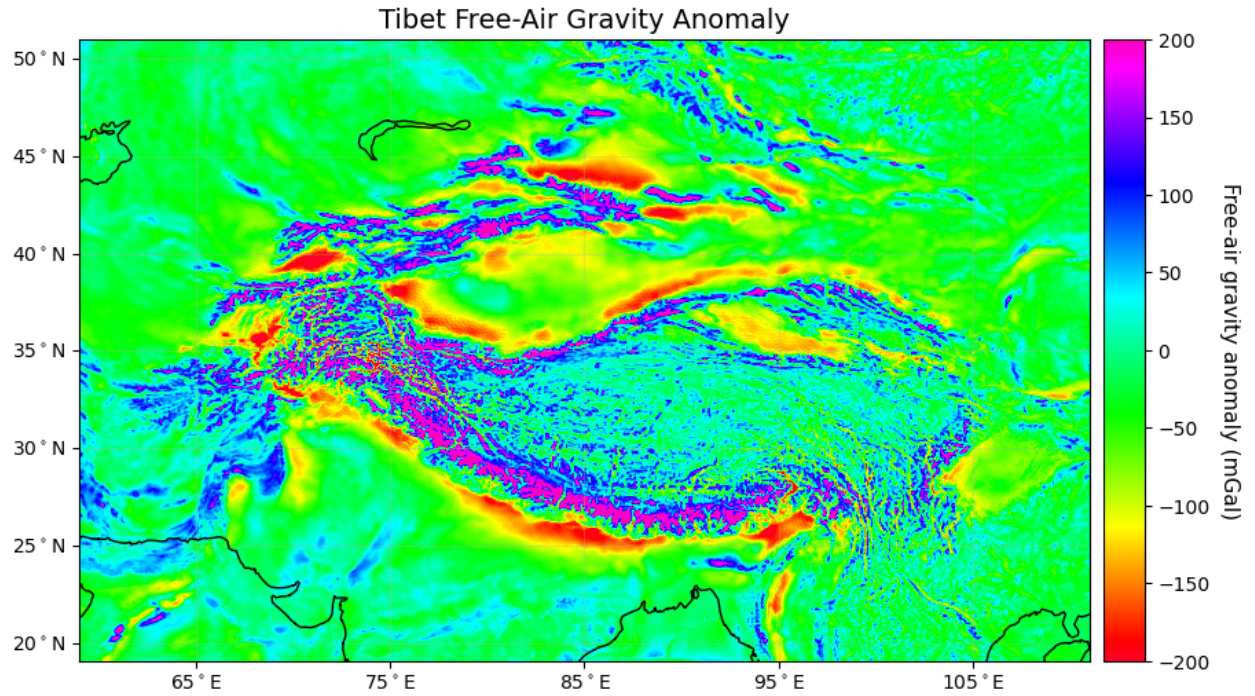 Tibet Free-Air Gravity Anomaly
50°N
45°N
40°N
35°N
30°N
25°N
20°N
65°E
75°E
85°E
95°E
105°E
200
150
100
50
0
−50
−100
−150
−200
Free-air gravity anomaly (mGal)